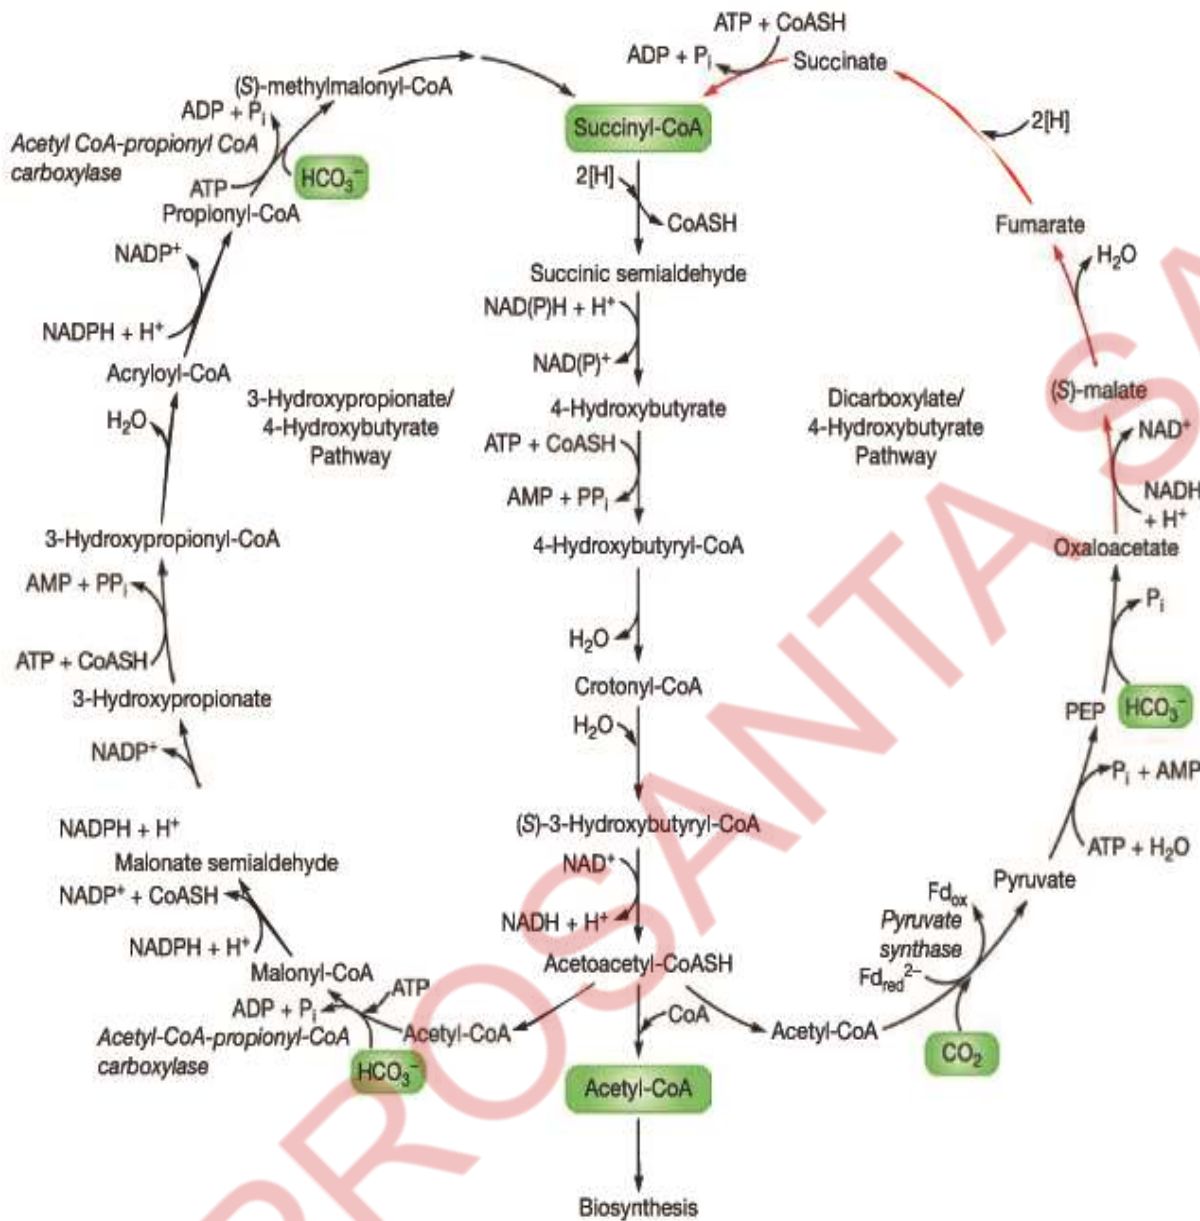 ATP + CoASH
ADP + Pi
Succinate
(S)-methylmalonyl-CoA
ADP + Pi
Acetyl CoA-propionyl CoA
carboxylase
ATP
HCO3−
Propionyl-CoA
Succinyl-CoA
2[H]
2[H]
CoASH
Fumarate
NADP+
H2O
Succinic semialdehyde
NADPH + H+
NAD(P)H + H+
NAD(P)+
Acryloyl-CoA
H2O
3-Hydroxypropionate/
4-Hydroxybutyrate
Pathway
4-Hydroxybutyrate
Dicarboxylate/
4-Hydroxybutyrate
Pathway
(S)-malate
NAD+
ATP + CoASH
AMP + PPi
NADH
+ H+
3-Hydroxypropionyl-CoA
4-Hydroxybutyryl-CoA
Oxaloacetate
AMP + PPi
Pi
H2O
ATP + CoASH
3-Hydroxypropionate
Crotonyl-CoA
PEP
HCO3−
H2O
NADP+
Pi + AMP
NADPH + H+
(S)-3-Hydroxybutyryl-CoA
ATP + H2O
Malonate semialdehyde
NAD+
NADP+ + CoASH
NADH + H+
Pyruvate
Fdox
Pyruvate
synthase
NADPH + H+
Malonyl-CoA
Acetoacetyl-CoASH
Fdred2−
ATP
ADP + Pi
Acetyl-CoA
CoA
Acetyl-CoA
Acetyl-CoA-propionyl-CoA
carboxylase
HCO3−
CO2
Acetyl-CoA
Biosynthesis
PROSANTA SA